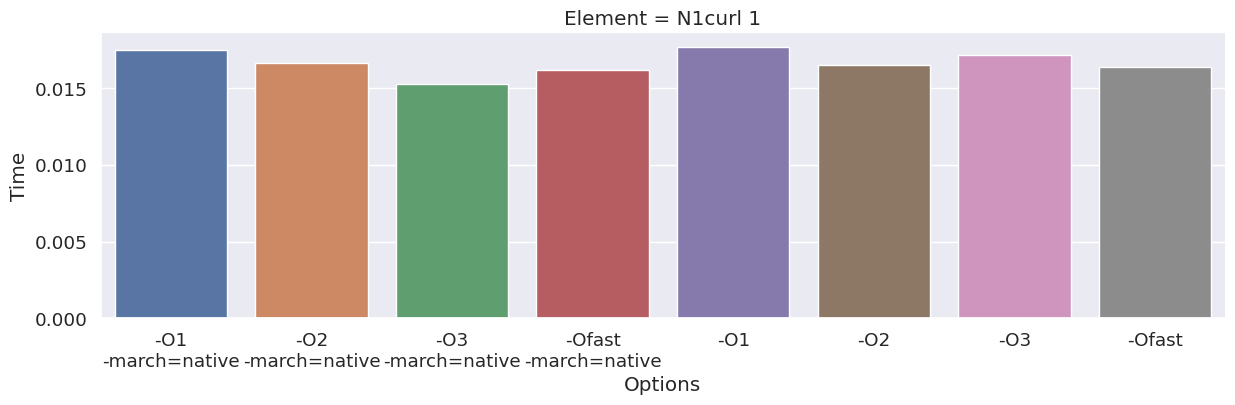 Element = N1curl 1
Time
0.015
0.010
0.005
0.000
-O1 -O2 -O3 -Ofast -O1 -O2 -O3 -Ofast
-march=native -march=native -march=native -march=native
Options